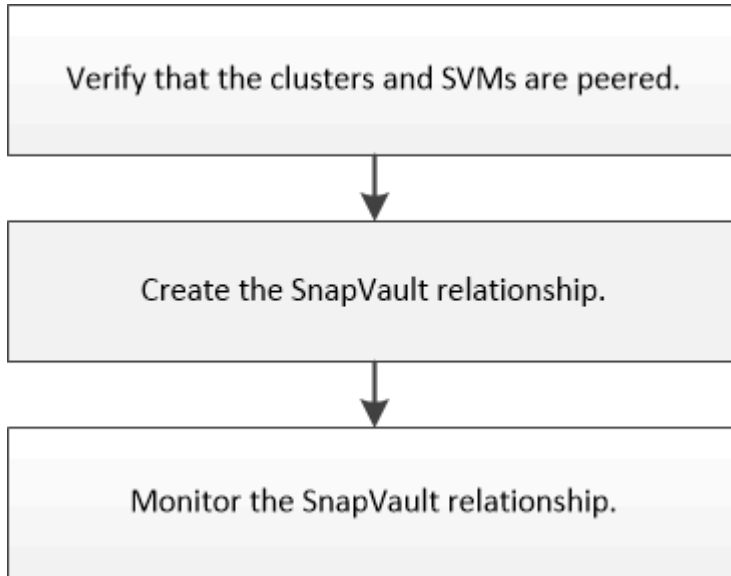 Verify that the clusters and SVMs are peered.
Create the SnapVault relationship.
Monitor the SnapVault relationship.